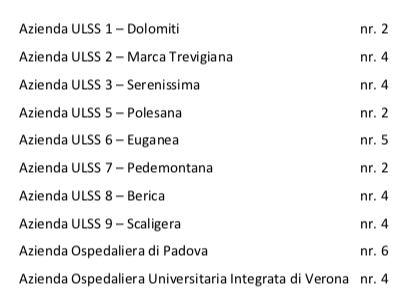 Azienda ULSS 1 – Dolomiti nr. 2
Azienda ULSS 2 – Marca Trevigiana nr. 4
Azienda ULSS 3 – Serenissima nr. 4
Azienda ULSS 5 – Polesana nr. 2
Azienda ULSS 6 – Euganea nr. 5
Azienda ULSS 7 – Pedemontana nr. 2
Azienda ULSS 8 – Berica nr. 4
Azienda ULSS 9 – Scaligera nr. 4
Azienda Ospedaliera di Padova nr. 6
Azienda Ospedaliera Universitaria Integrata di Verona nr. 4